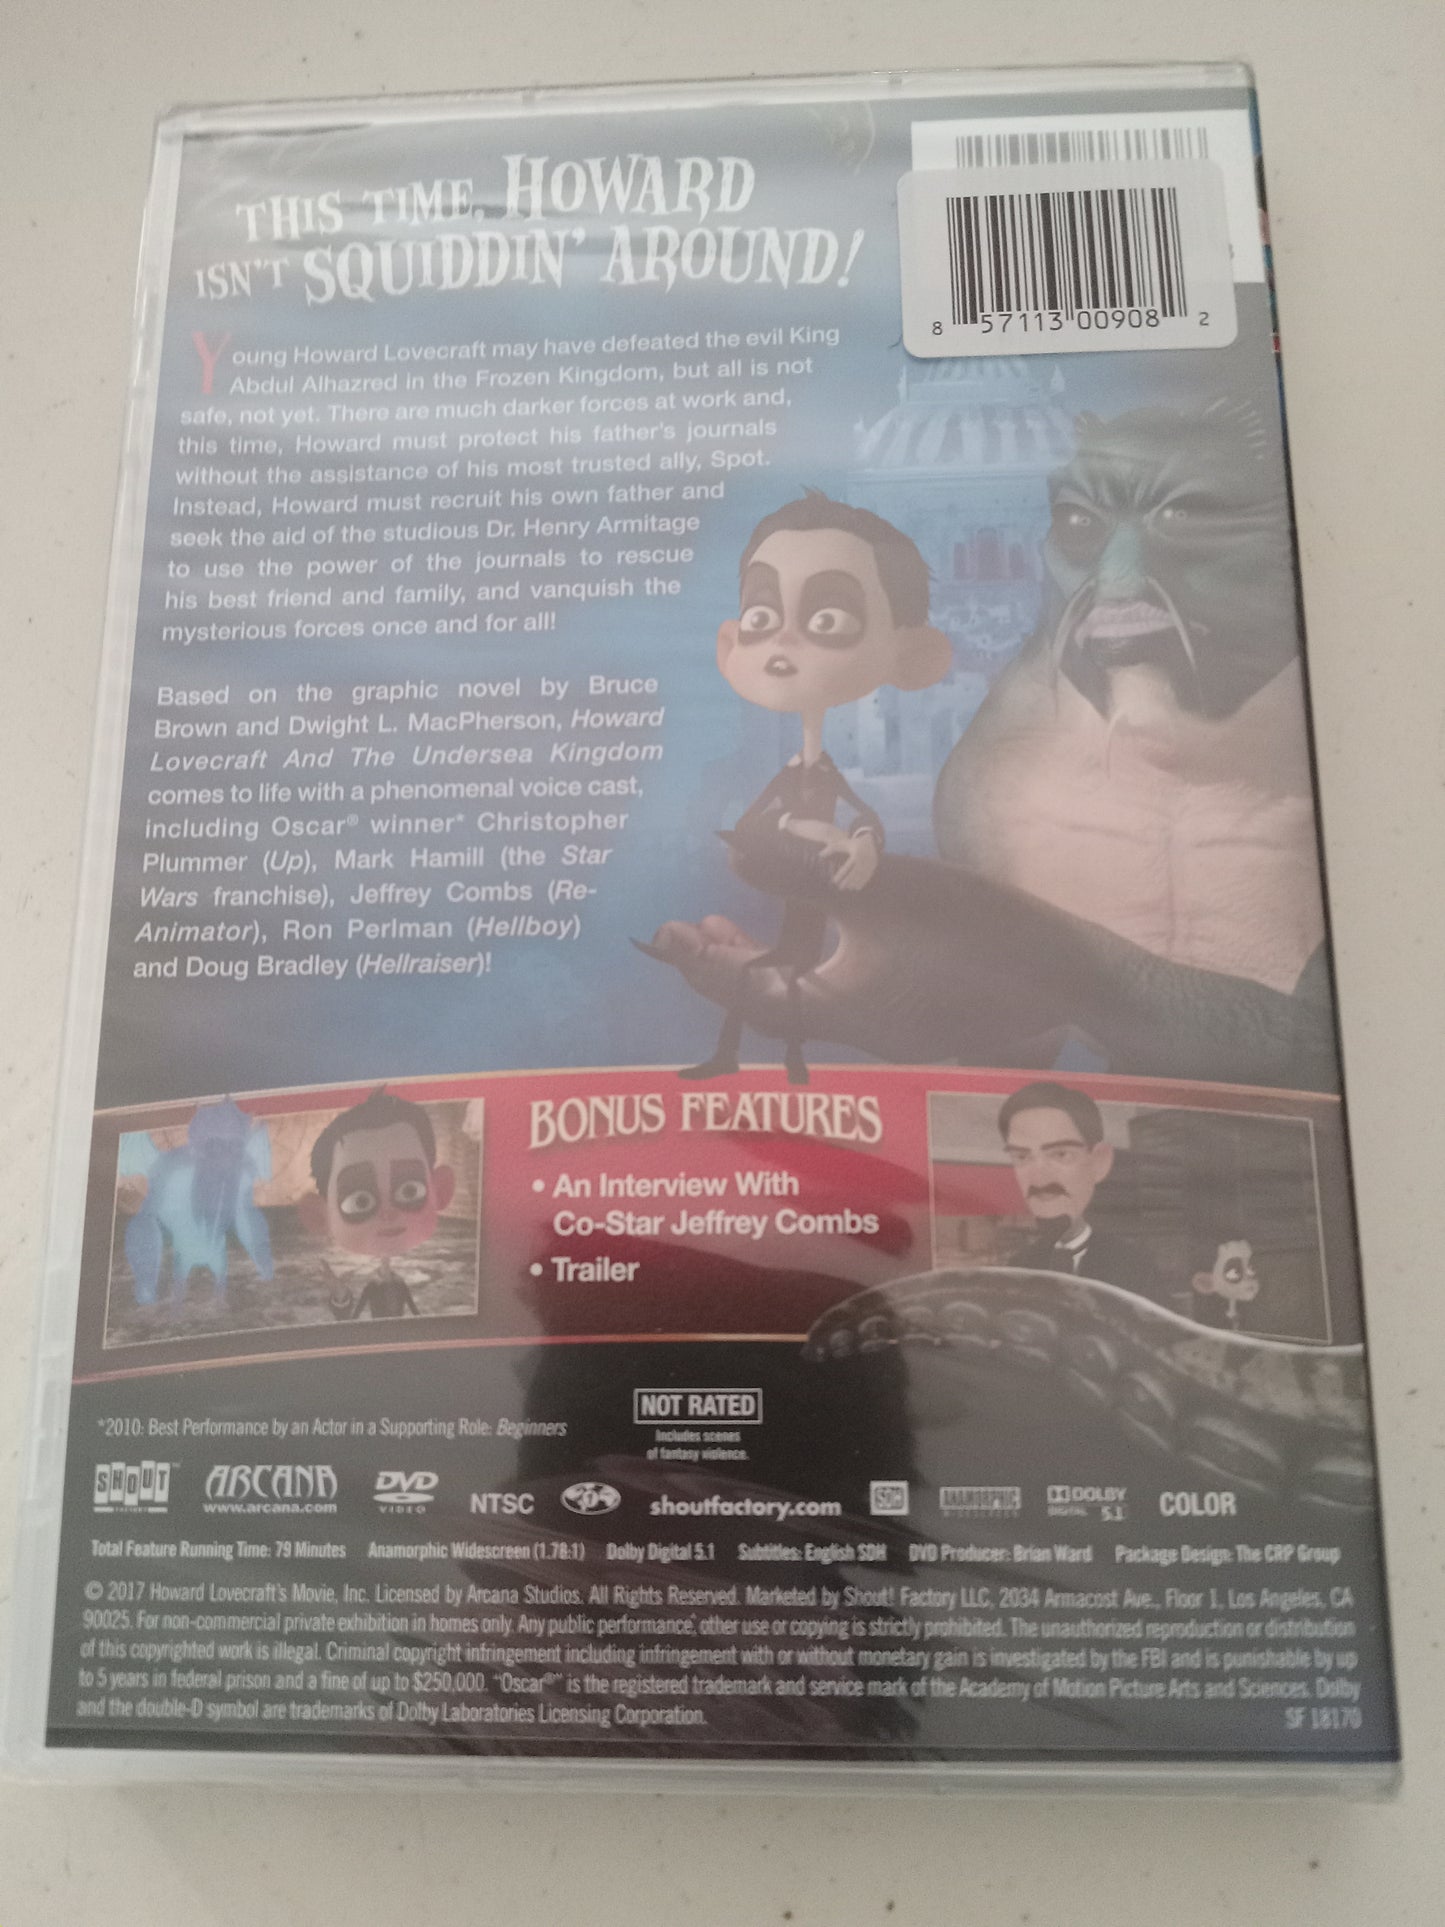 THIS TIME, HOWARD
ISN'T SQUIDDIN' AROUND!
8 57113 00908 2
Young Howard Lovecraft may have defeated the evil King
Abdul Alhazred in the Frozen Kingdom, but all is not
safe, not yet. There are much darker forces at work and,
this time, Howard must protect his father's journals
without the assistance of his most trusted ally, Spot.
Instead, Howard must recruit his own father and
seek the aid of the studious Dr. Henry Armitage
to use the power of the journals to rescue
his best friend and family, and vanquish the
mysterious forces once and for all!
Based on the graphic novel by Bruce
Brown and Dwight L. MacPherson, Howard
Lovecraft And The Undersea Kingdom
comes to life with a phenomenal voice cast,
including Oscar® winner* Christopher
Plummer (Up), Mark Hamill (the Star
Wars franchise), Jeffrey Combs (Re-
Animator), Ron Perlman (Hellboy)
and Doug Bradley (Hellraiser)!
BONUS FEATURES
• An Interview With
Co-Star Jeffrey Combs
• Trailer
*2010: Best Performance by an Actor in a Supporting Role: Beginners
NOT RATED
Includes scenes
of fantasy violence.
SHOUT FACTORY ARCANA www.arcana.com DVD VIDEO NTSC shoutfactory.com SDH ANAMORPHIC WIDESCREEN DOLBY DIGITAL 5.1 COLOR
Total Feature Running Time: 79 Minutes Anamorphic Widescreen (1.78:1) Dolby Digital 5.1 Subtitles: English SDH DVD Producer: Brian Ward Package Design: The CRP Group
© 2017 Howard Lovecraft's Movie, Inc. Licensed by Arcana Studios. All Rights Reserved. Marketed by Shout! Factory LLC, 2034 Armacost Ave., Floor 1, Los Angeles, CA
90025. For non-commercial private exhibition in homes only. Any public performance, other use or copying is strictly prohibited. The unauthorized reproduction or distribution
of this copyrighted work is illegal. Criminal copyright infringement including infringement with or without monetary gain is investigated by the FBI and is punishable by up
to 5 years in federal prison and a fine of up to $250,000. "Oscar®" is the registered trademark and service mark of the Academy of Motion Picture Arts and Sciences. Dolby
and the double-D symbol are trademarks of Dolby Laboratories Licensing Corporation.
SF 18170